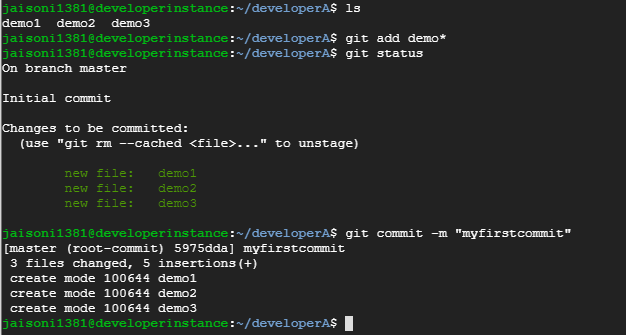 jaisoni1381@developerinstance:~/developerA$ ls
demo1  demo2  demo3
jaisoni1381@developerinstance:~/developerA$ git add demo*
jaisoni1381@developerinstance:~/developerA$ git status
On branch master
Initial commit
Changes to be committed:
  (use "git rm --cached <file>..." to unstage)
        new file:   demo1
        new file:   demo2
        new file:   demo3
jaisoni1381@developerinstance:~/developerA$ git commit -m "myfirstcommit"
[master (root-commit) 5975dda] myfirstcommit
 3 files changed, 5 insertions(+)
 create mode 100644 demo1
 create mode 100644 demo2
 create mode 100644 demo3
jaisoni1381@developerinstance:~/developerA$